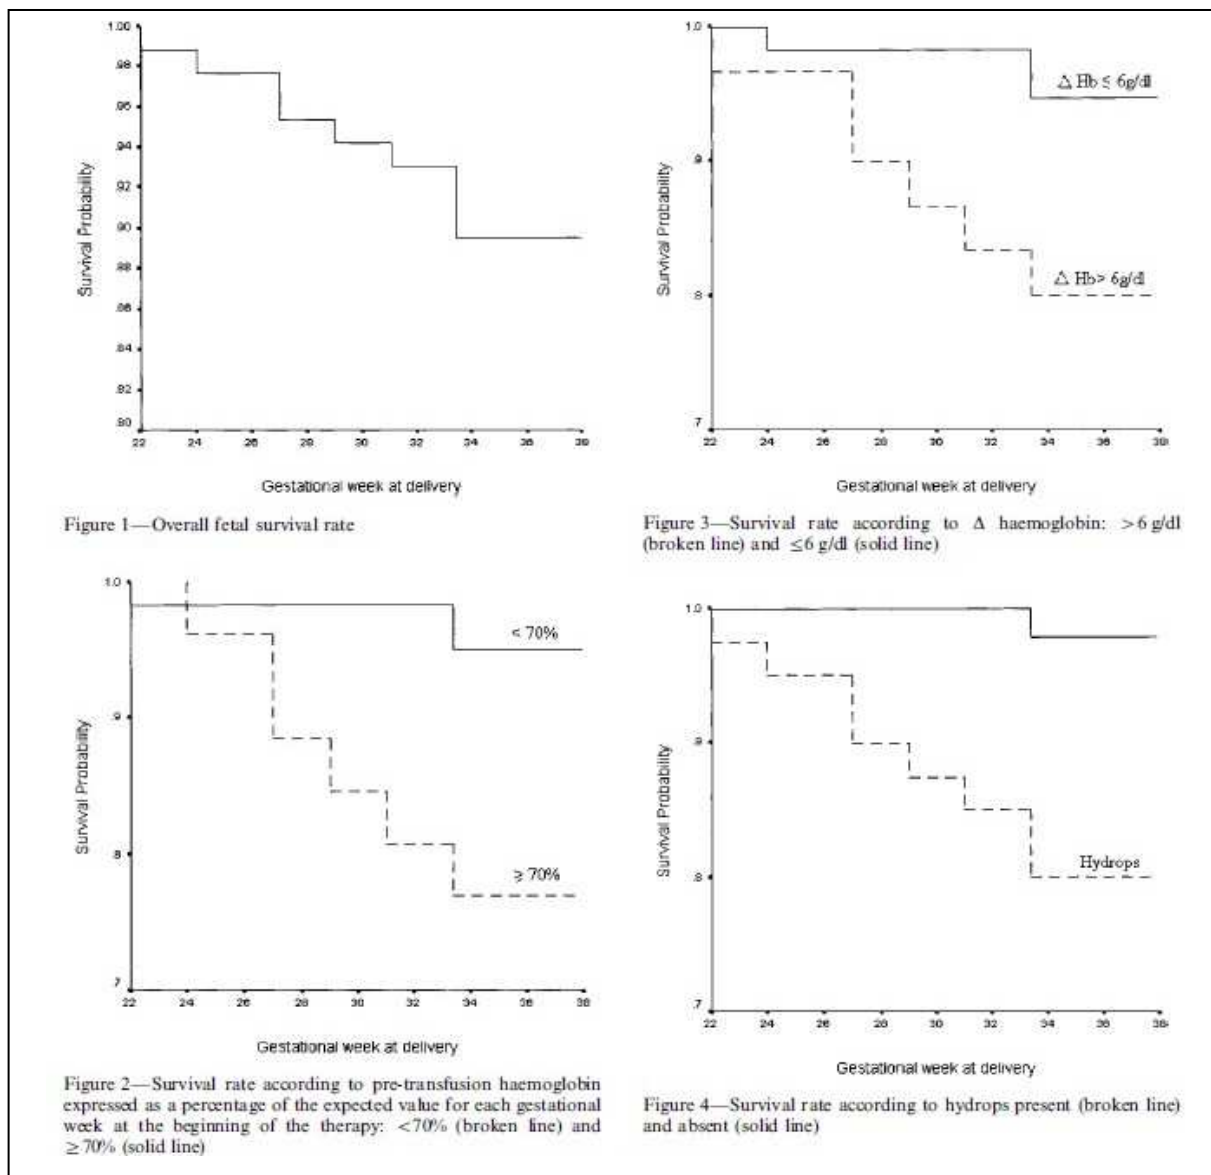 1.00
.98
.96
.94
.92
.90
.88
.86
.84
.82
.80
22 24 26 28 30 32 34 36 38
Survival Probability
Gestational week at delivery
Figure 1—Overall fetal survival rate
1.0
.9
.8
.7
22 24 26 28 30 32 34 36 38
Survival Probability
< 70%
⩾ 70%
Gestational week at delivery
Figure 2—Survival rate according to pre-transfusion haemoglobin
expressed as a percentage of the expected value for each gestational
week at the beginning of the therapy: <70% (broken line) and
≥70% (solid line)
1.0
.9
.8
.7
22 24 26 28 30 32 34 36 38
Survival Probability
△ Hb ⩽ 6g/dl
△ Hb> 6g/dl
Gestational week at delivery
Figure 3—Survival rate according to Δ haemoglobin: >6 g/dl
(broken line) and ≤6 g/dl (solid line)
1.0
.9
.8
.7
22 24 26 28 30 32 34 36 38
Survival Probability
Hydrops
Gestational week at delivery
Figure 4—Survival rate according to hydrops present (broken line)
and absent (solid line)